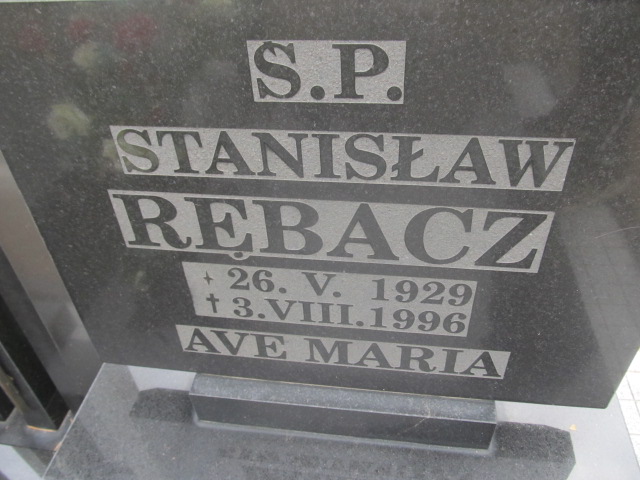 Ś.P.
STANISŁAW
RĘBACZ
✦ 26. V. 1929
✝ 3.VIII.1996
AVE MARIA